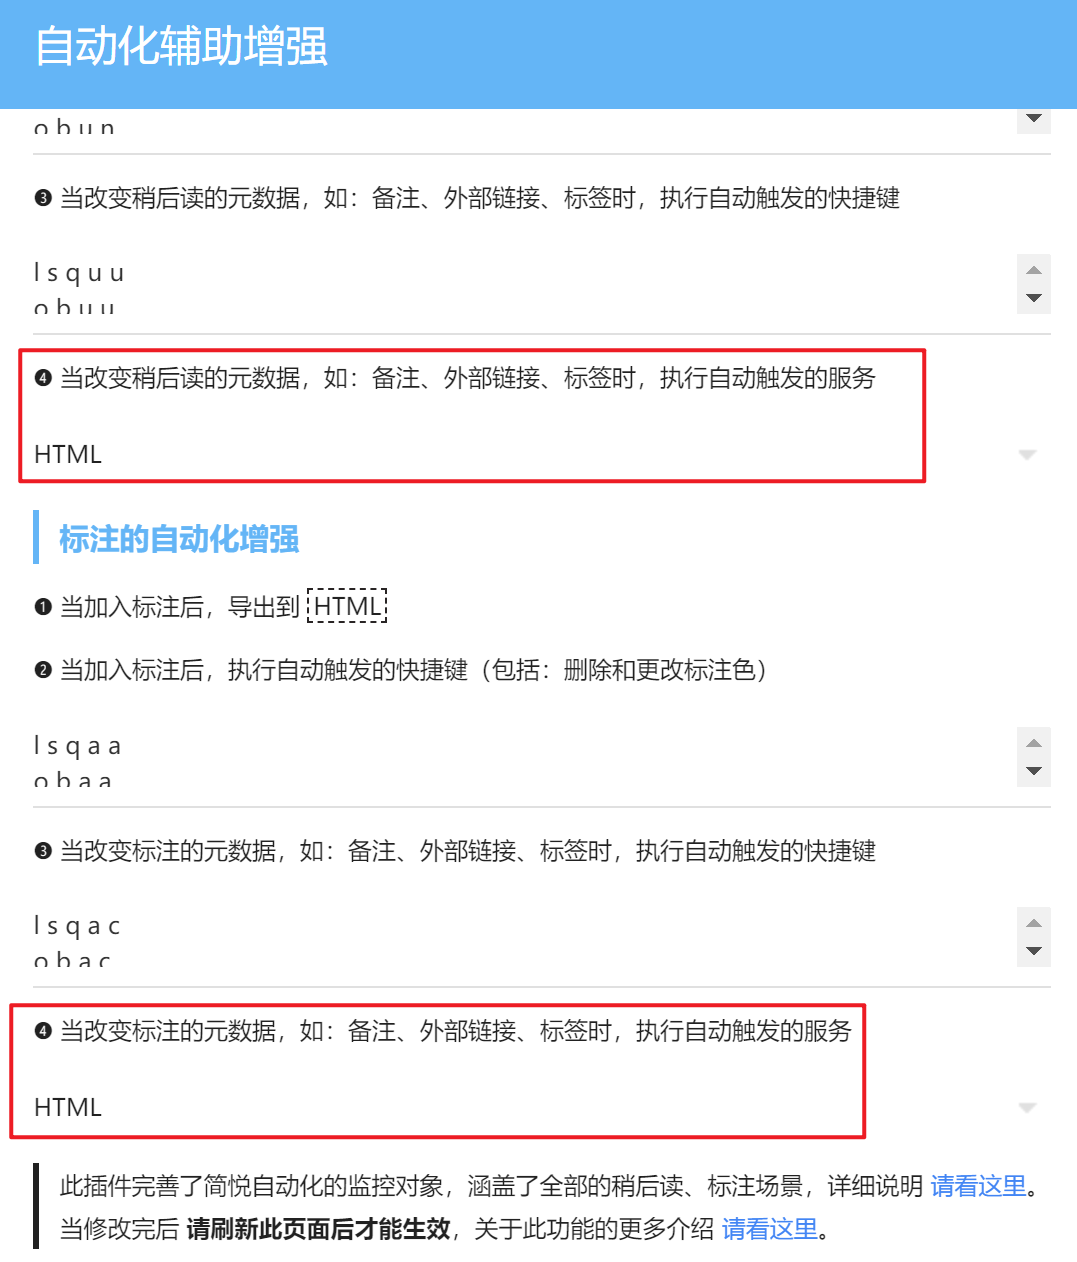 自动化辅助增强
o b u n
❸ 当改变稍后读的元数据，如：备注、外部链接、标签时，执行自动触发的快捷键
l s q u u
o b u u
❹ 当改变稍后读的元数据，如：备注、外部链接、标签时，执行自动触发的服务
HTML
标注的自动化增强
❶ 当加入标注后，导出到 HTML
❷ 当加入标注后，执行自动触发的快捷键（包括：删除和更改标注色）
l s q a a
o b a a
❸ 当改变标注的元数据，如：备注、外部链接、标签时，执行自动触发的快捷键
l s q a c
o b a c
❹ 当改变标注的元数据，如：备注、外部链接、标签时，执行自动触发的服务
HTML
此插件完善了简悦自动化的监控对象，涵盖了全部的稍后读、标注场景，详细说明 请看这里。
当修改完后 请刷新此页面后才能生效，关于此功能的更多介绍 请看这里。